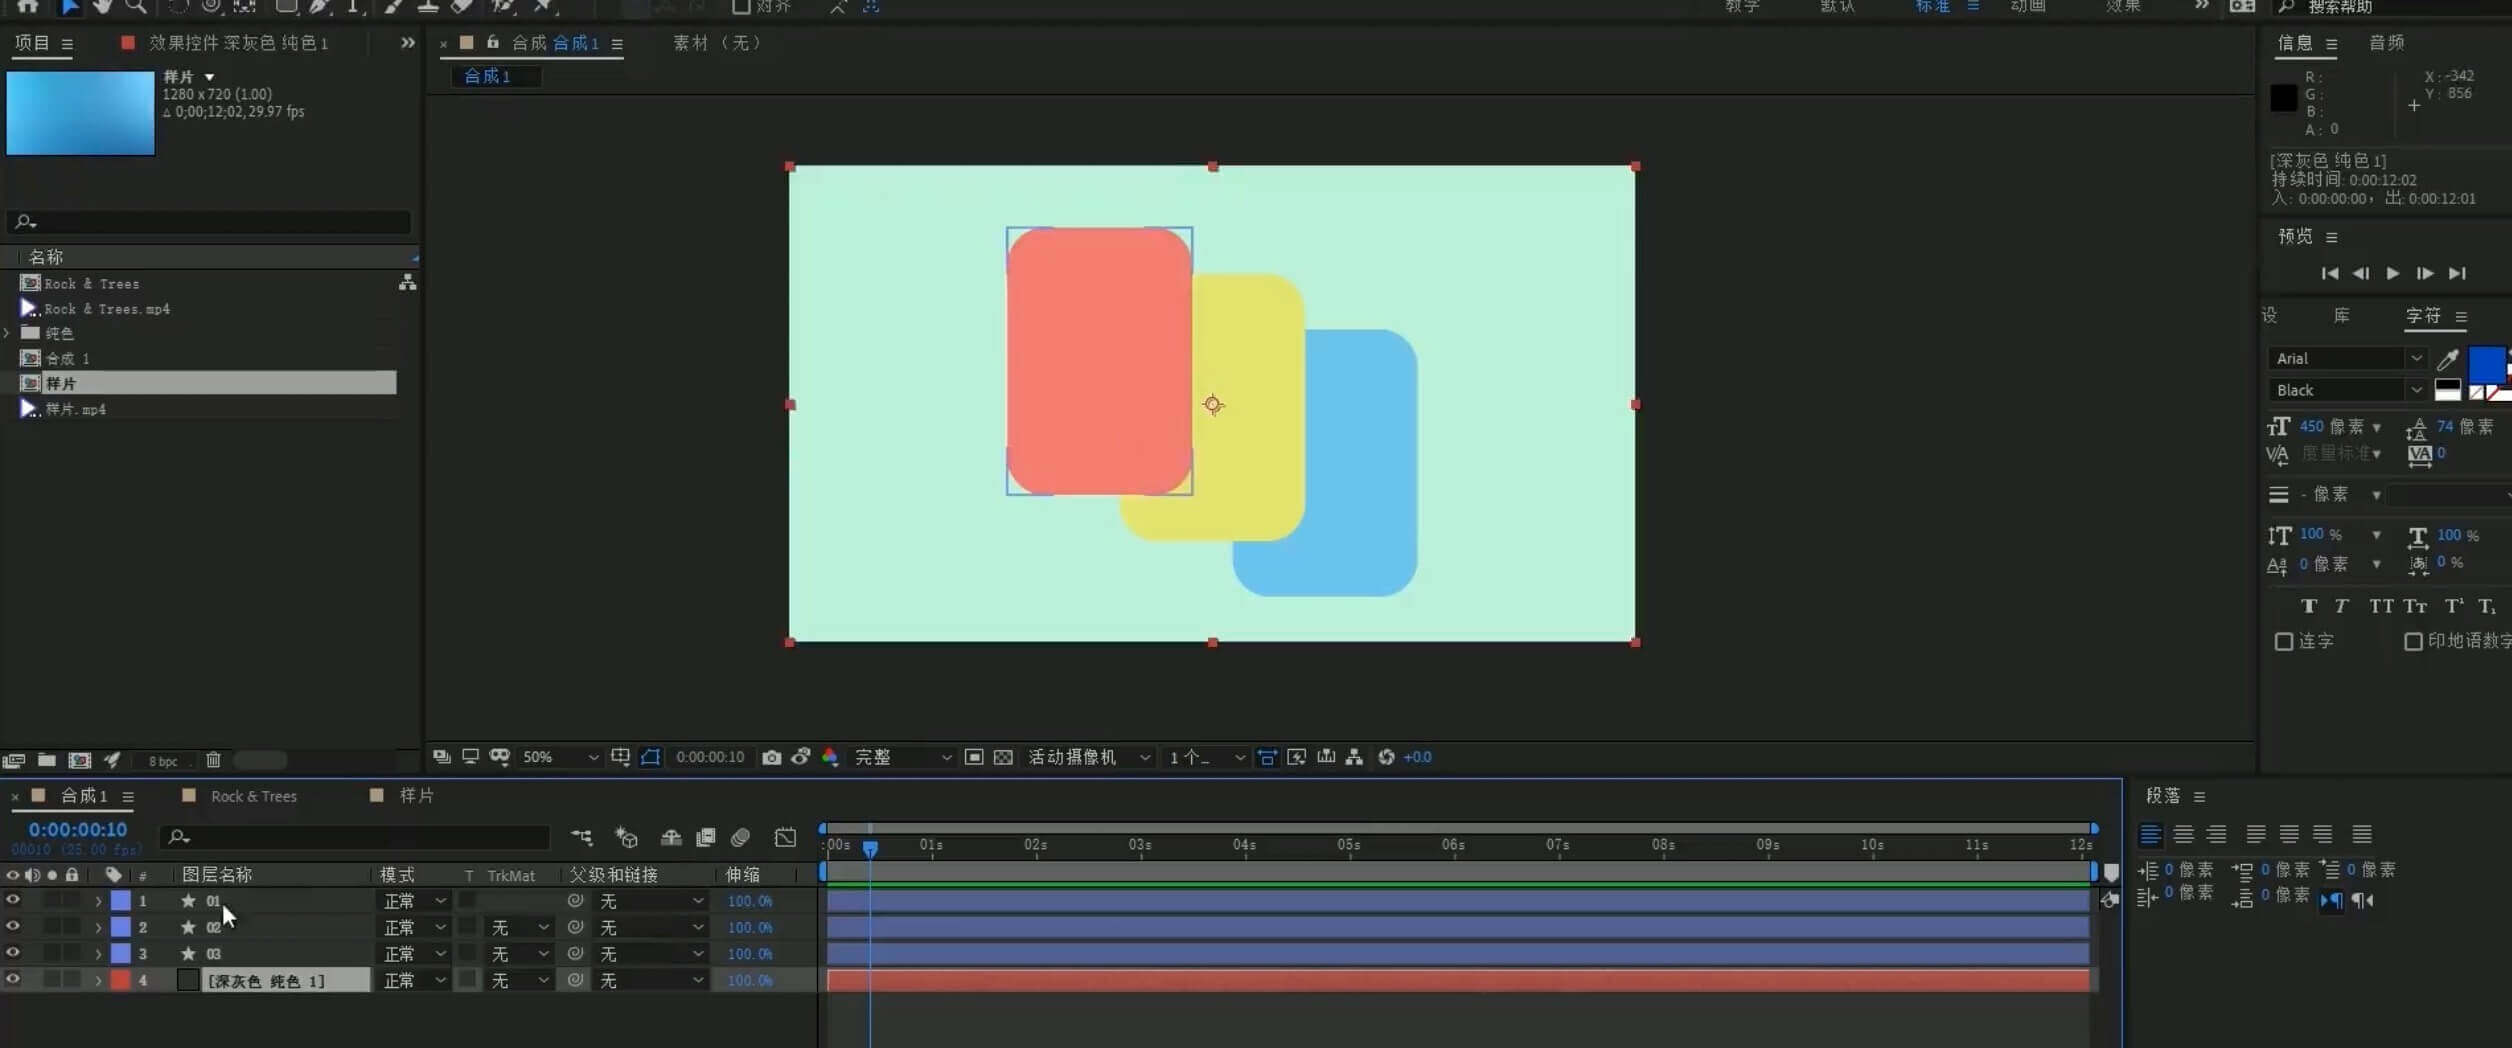 对齐
教学
默认
标准
动画
效果
搜索帮助
项目
效果控件 深灰色 纯色1
合成 合成1
素材（无）
信息
音频
合成1
样片
1280 x 720 (1.00)
Δ 0;00;12;02, 29.97 fps
R :
G :
B :
A : 0
X : -342
Y : 856
[深灰色 纯色1]
持续时间: 0:00:12:02
入: 0:00:00:00，出: 0:00:12:01
预览
名称
Rock & Trees
Rock & Trees.mp4
纯色
合成 1
样片
样片.mp4
设
库
字符
Arial
Black
450 像素
74 像素
度量标准
0
- 像素
100 %
100 %
0 像素
0 %
连字
印地语数字
8 bpc
50%
0:00:00:10
完整
活动摄像机
1 个_
+0.0
合成1
Rock & Trees
样片
段落
0:00:00:10
00010 (25.00 fps)
:00s
01s
02s
03s
04s
05s
06s
07s
08s
09s
10s
11s
12s
# 图层名称 模式 T TrkMat 父级和链接 伸缩
1 01 正常 无 100.0%
2 02 正常 无 无 100.0%
3 03 正常 无 无 100.0%
4 [深灰色 纯色 1] 正常 无 无 100.0%
0 像素 0 像素 0 像素
0 像素 0 像素